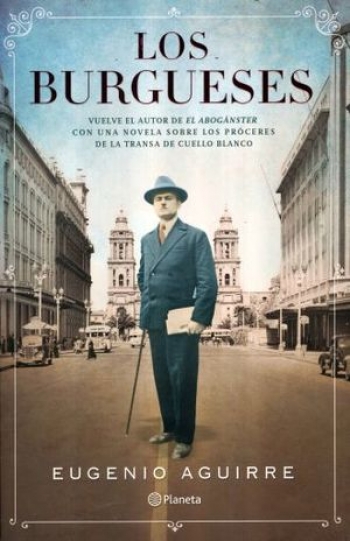 LOS
BURGUESES
VUELVE EL AUTOR DE EL ABOGÁNSTER
CON UNA NOVELA SOBRE LOS PRÓCERES
DE LA TRANSA DE CUELLO BLANCO
EUGENIO AGUIRRE
Planeta